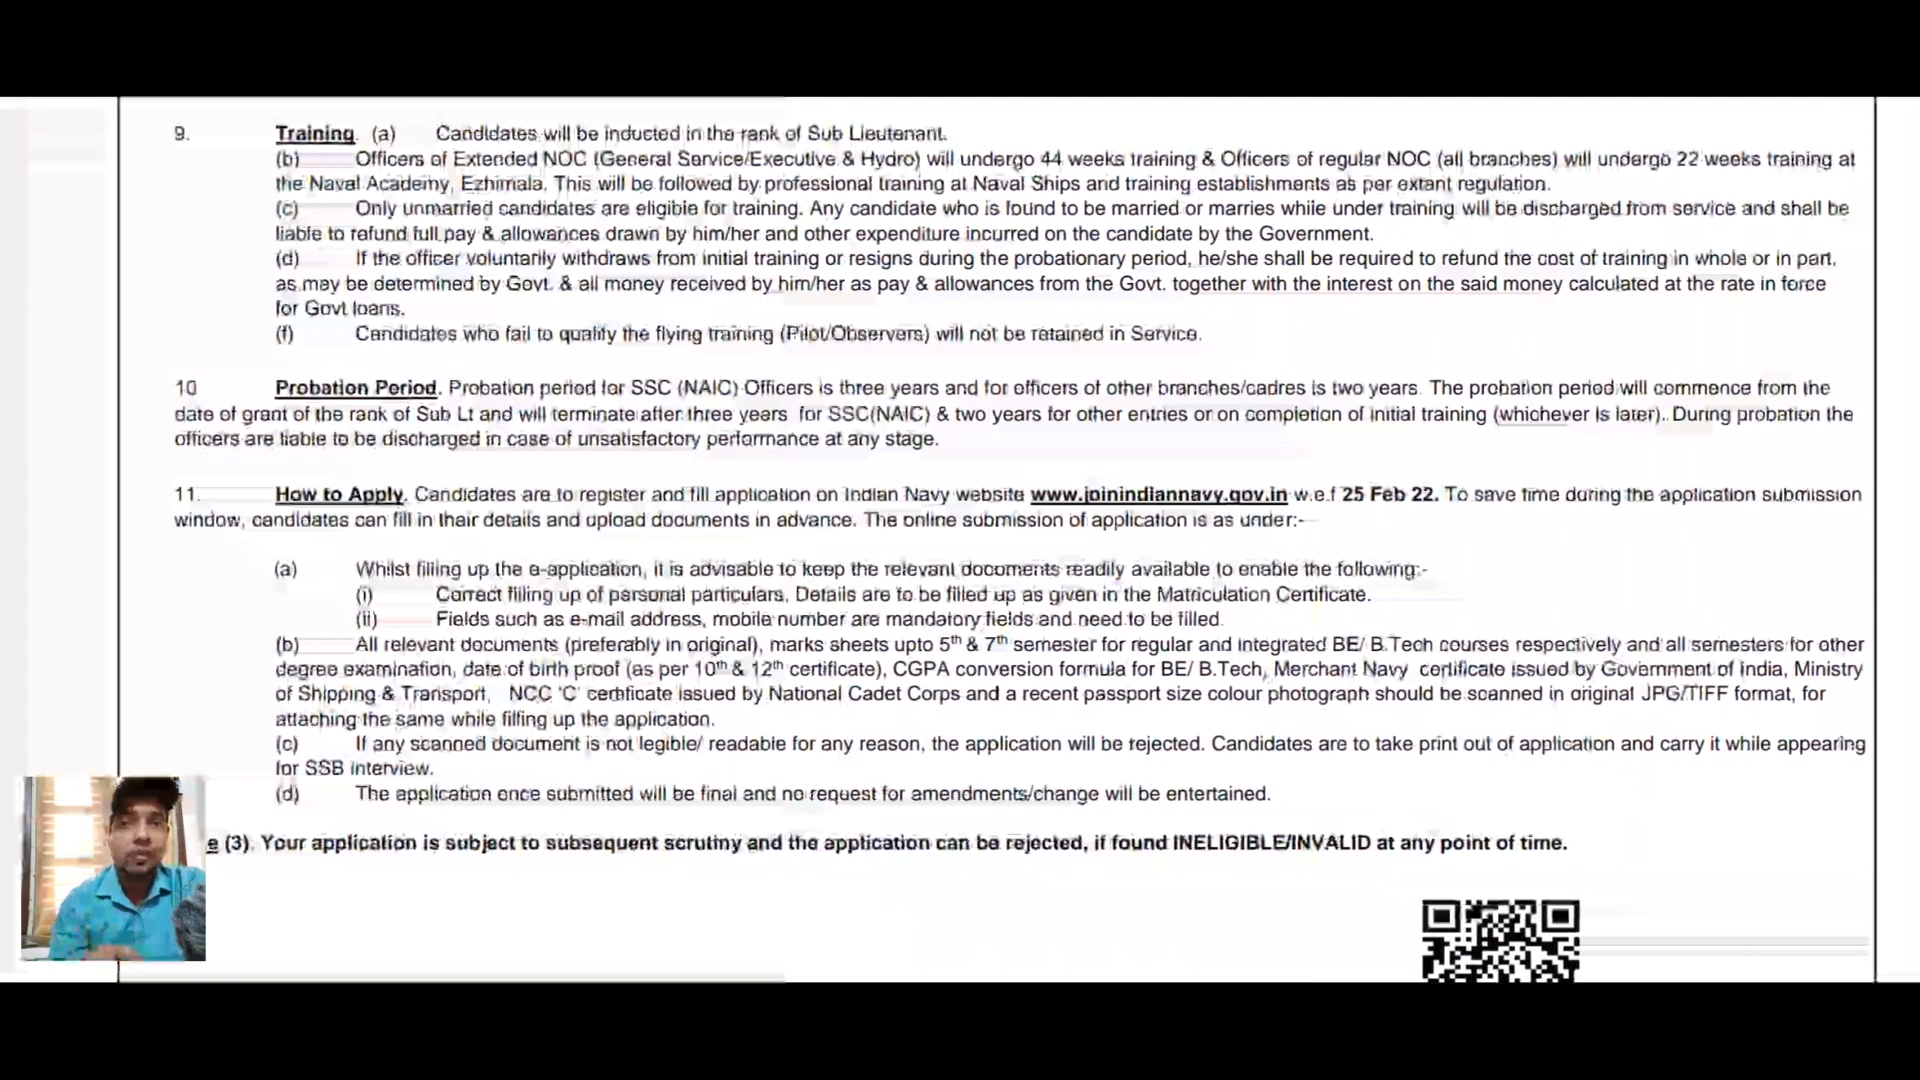 9. Training. (a) Candidates will be inducted in the rank of Sub Lieutenant.
(b) Officers of Extended NOC (General Service/Executive & Hydro) will undergo 44 weeks training & Officers of regular NOC (all branches) will undergo 22 weeks training at
the Naval Academy, Ezhimala. This will be followed by professional training at Naval Ships and training establishments as per extant regulation.
(c) Only unmarried candidates are eligible for training. Any candidate who is found to be married or marries while under training will be discharged from service and shall be
liable to refund full pay & allowances drawn by him/her and other expenditure incurred on the candidate by the Government.
(d) If the officer voluntarily withdraws from initial training or resigns during the probationary period, he/she shall be required to refund the cost of training in whole or in part,
as may be determined by Govt. & all money received by him/her as pay & allowances from the Govt. together with the interest on the said money calculated at the rate in force
for Govt loans.
(f) Candidates who fail to qualify the flying training (Pilot/Observers) will not be retained in Service.
10 Probation Period. Probation period for SSC (NAIC) Officers is three years and for officers of other branches/cadres is two years. The probation period will commence from the
date of grant of the rank of Sub Lt and will terminate after three years for SSC(NAIC) & two years for other entries or on completion of initial training (whichever is later). During probation the
officers are liable to be discharged in case of unsatisfactory performance at any stage.
11. How to Apply. Candidates are to register and fill application on Indian Navy website www.joinindiannavy.gov.in w.e.f 25 Feb 22. To save time during the application submission
window, candidates can fill in their details and upload documents in advance. The online submission of application is as under:-
(a) Whilst filling up the e-application, it is advisable to keep the relevant documents readily available to enable the following:-
(i) Correct filling up of personal particulars. Details are to be filled up as given in the Matriculation Certificate.
(ii) Fields such as e-mail address, mobile number are mandatory fields and need to be filled.
(b) All relevant documents (preferably in original), marks sheets upto 5th & 7th semester for regular and integrated BE/ B.Tech courses respectively and all semesters for other
degree examination, date of birth proof (as per 10th & 12th certificate), CGPA conversion formula for BE/ B.Tech, Merchant Navy certificate issued by Government of India, Ministry
of Shipping & Transport, NCC 'C' certificate issued by National Cadet Corps and a recent passport size colour photograph should be scanned in original JPG/TIFF format, for
attaching the same while filling up the application.
(c) If any scanned document is not legible/ readable for any reason, the application will be rejected. Candidates are to take print out of application and carry it while appearing
for SSB interview.
(d) The application once submitted will be final and no request for amendments/change will be entertained.
e (3). Your application is subject to subsequent scrutiny and the application can be rejected, if found INELIGIBLE/INVALID at any point of time.